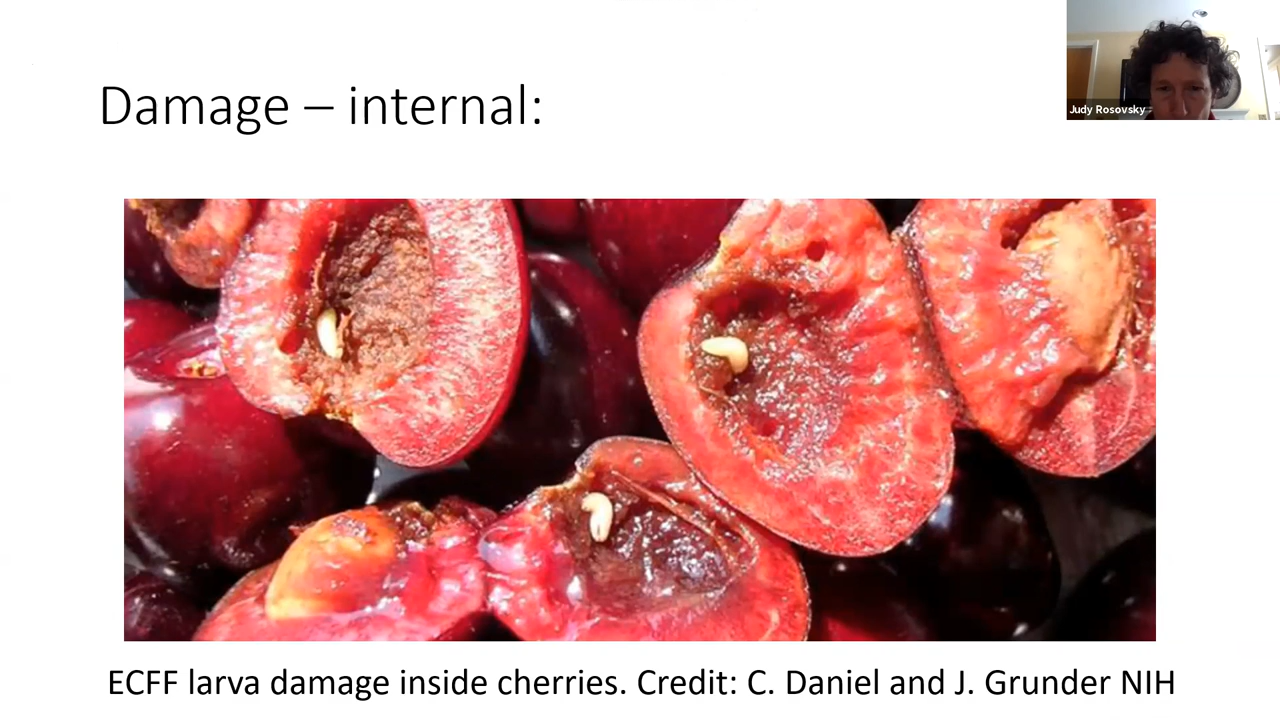 Damage – internal:
Judy Rosovsky
ECFF larva damage inside cherries. Credit: C. Daniel and J. Grunder NIH